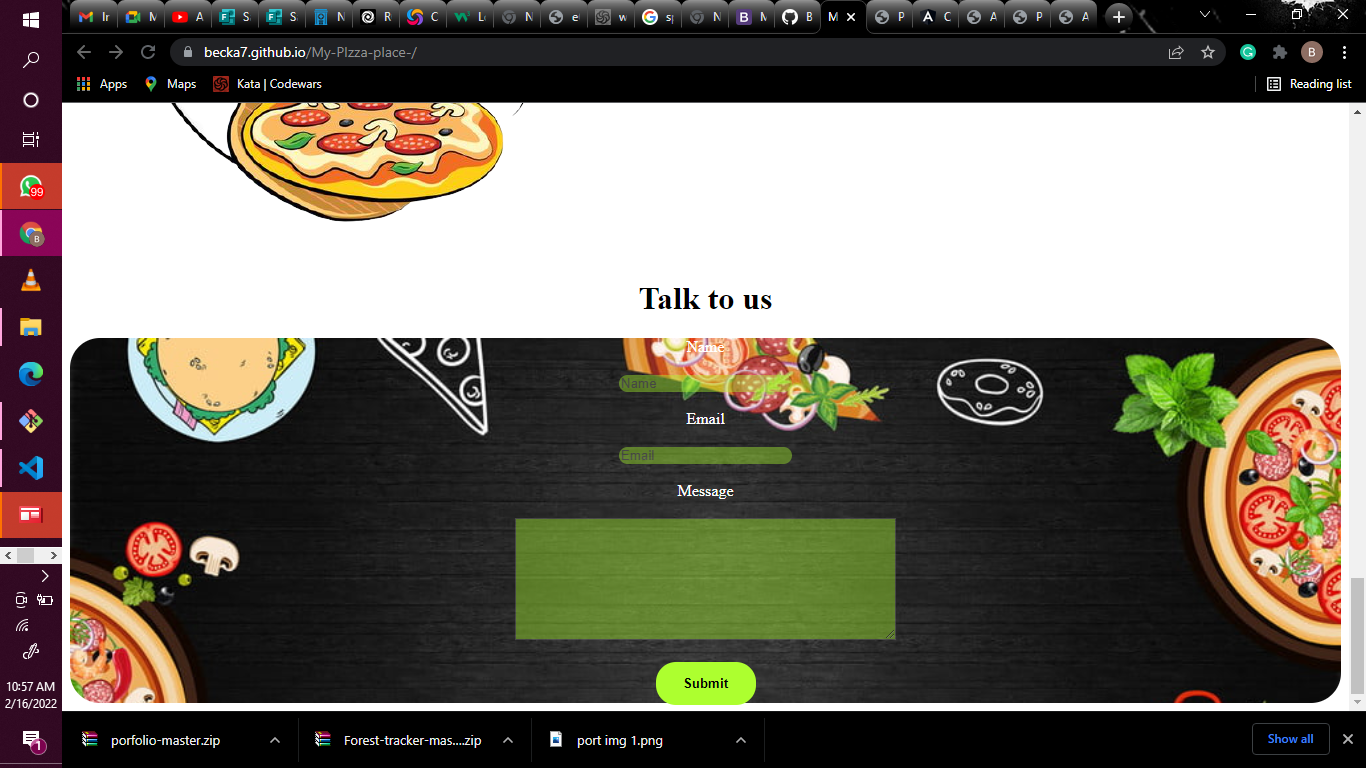 becka7.github.io/My-PIzza-place-/
B
Apps
Maps
Kata | Codewars
Reading list
99
Talk to us
Name
Name
Email
Email
Message
Submit
10:57 AM
2/16/2022
1
porfolio-master.zip
Forest-tracker-mas....zip
port img 1.png
Show all